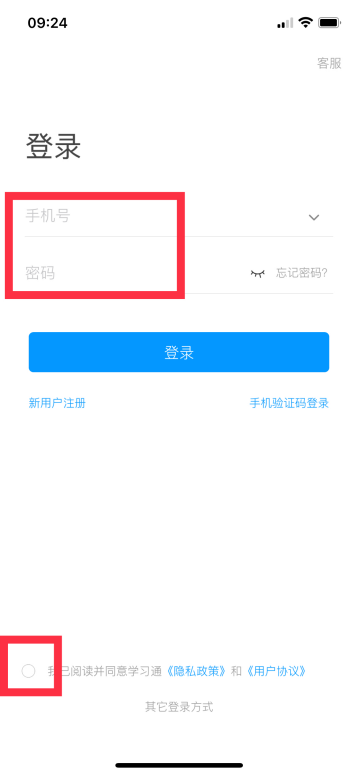 09:24
客服
登录
手机号
密码
忘记密码?
登录
新用户注册
手机验证码登录
我已阅读并同意学习通《隐私政策》和《用户协议》
其它登录方式